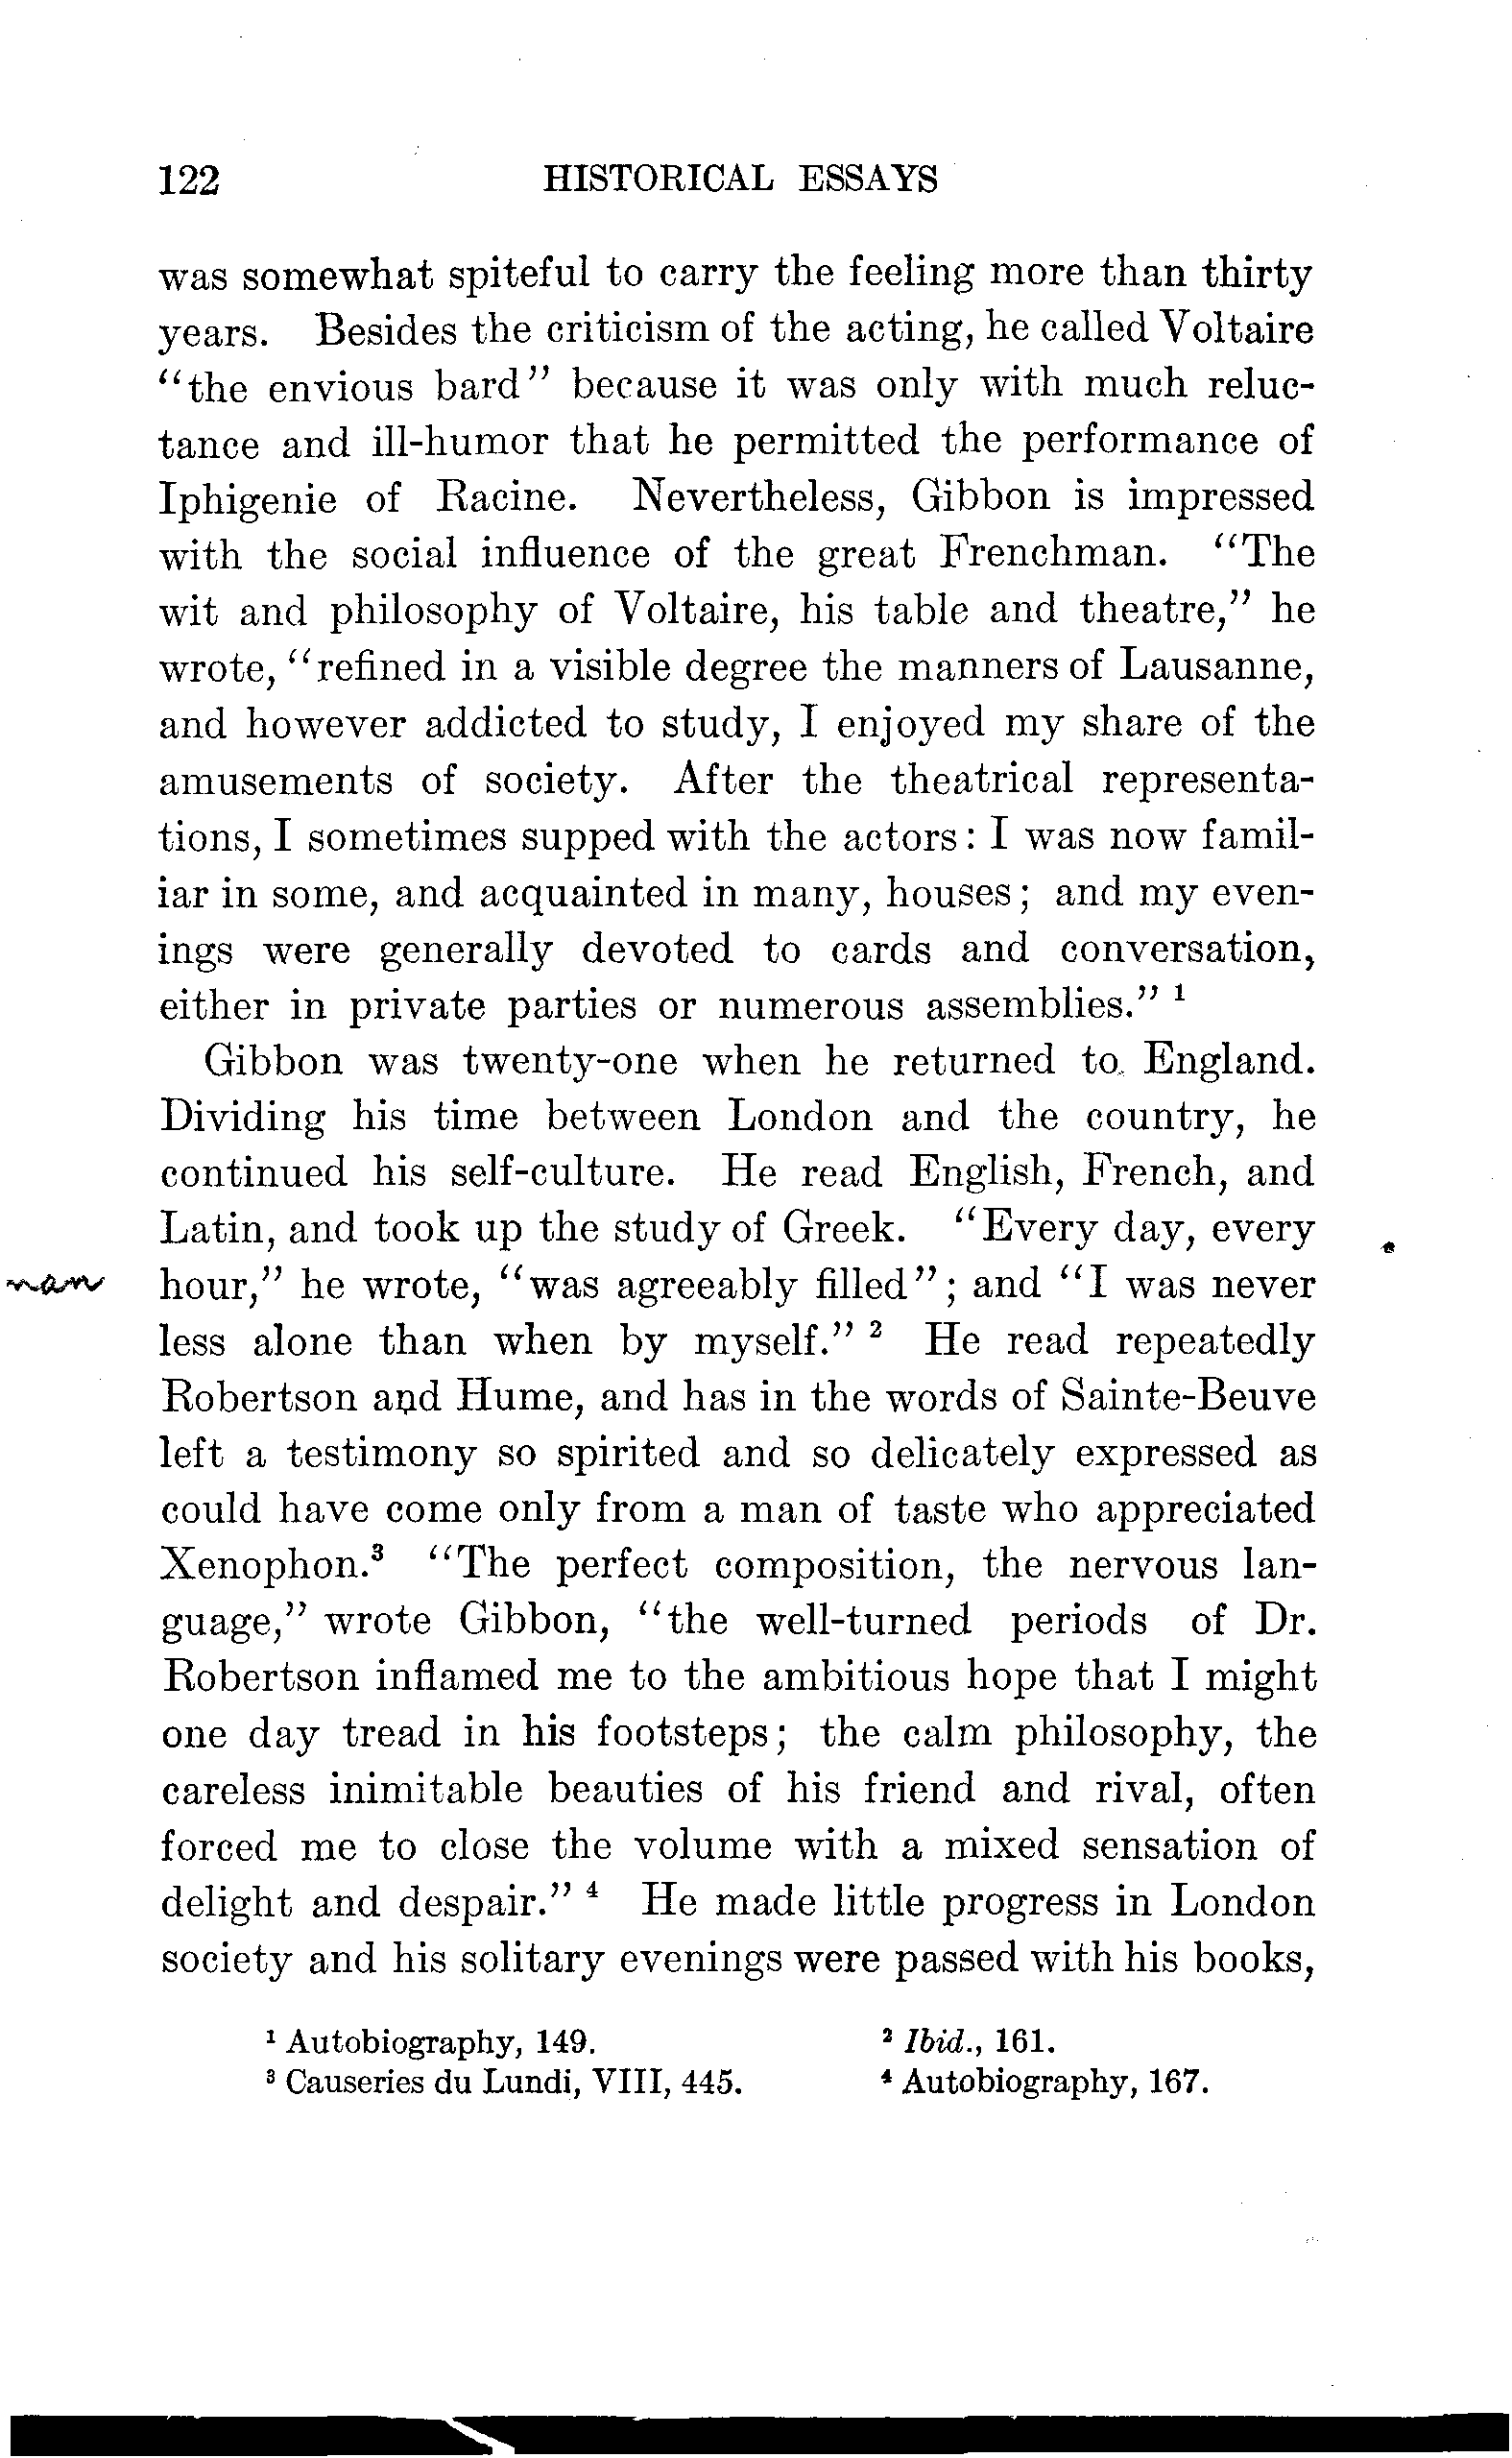 122 HISTORICAL ESSAYS
was somewhat spiteful to carry the feeling more than thirty
years. Besides the criticism of the acting, he called Voltaire
“the envious bard” because it was only with much reluc-
tance and ill-humor that he permitted the performance of
Iphigenie of Racine. Nevertheless, Gibbon is impressed
with the social influence of the great Frenchman. “The
wit and philosophy of Voltaire, his table and theatre,” he
wrote, “refined in a visible degree the manners of Lausanne,
and however addicted to study, I enjoyed my share of the
amusements of society. After the theatrical representa-
tions, I sometimes supped with the actors: I was now famil-
iar in some, and acquainted in many, houses; and my even-
ings were generally devoted to cards and conversation,
either in private parties or numerous assemblies.” ¹
Gibbon was twenty-one when he returned to England.
Dividing his time between London and the country, he
continued his self-culture. He read English, French, and
Latin, and took up the study of Greek. “Every day, every
hour,” he wrote, “was agreeably filled”; and “I was never
less alone than when by myself.” ² He read repeatedly
Robertson and Hume, and has in the words of Sainte-Beuve
left a testimony so spirited and so delicately expressed as
could have come only from a man of taste who appreciated
Xenophon.³ “The perfect composition, the nervous lan-
guage,” wrote Gibbon, “the well-turned periods of Dr.
Robertson inflamed me to the ambitious hope that I might
one day tread in his footsteps; the calm philosophy, the
careless inimitable beauties of his friend and rival, often
forced me to close the volume with a mixed sensation of
delight and despair.” ⁴ He made little progress in London
society and his solitary evenings were passed with his books,
¹ Autobiography, 149. ² Ibid., 161.
³ Causeries du Lundi, VIII, 445. ⁴ Autobiography, 167.